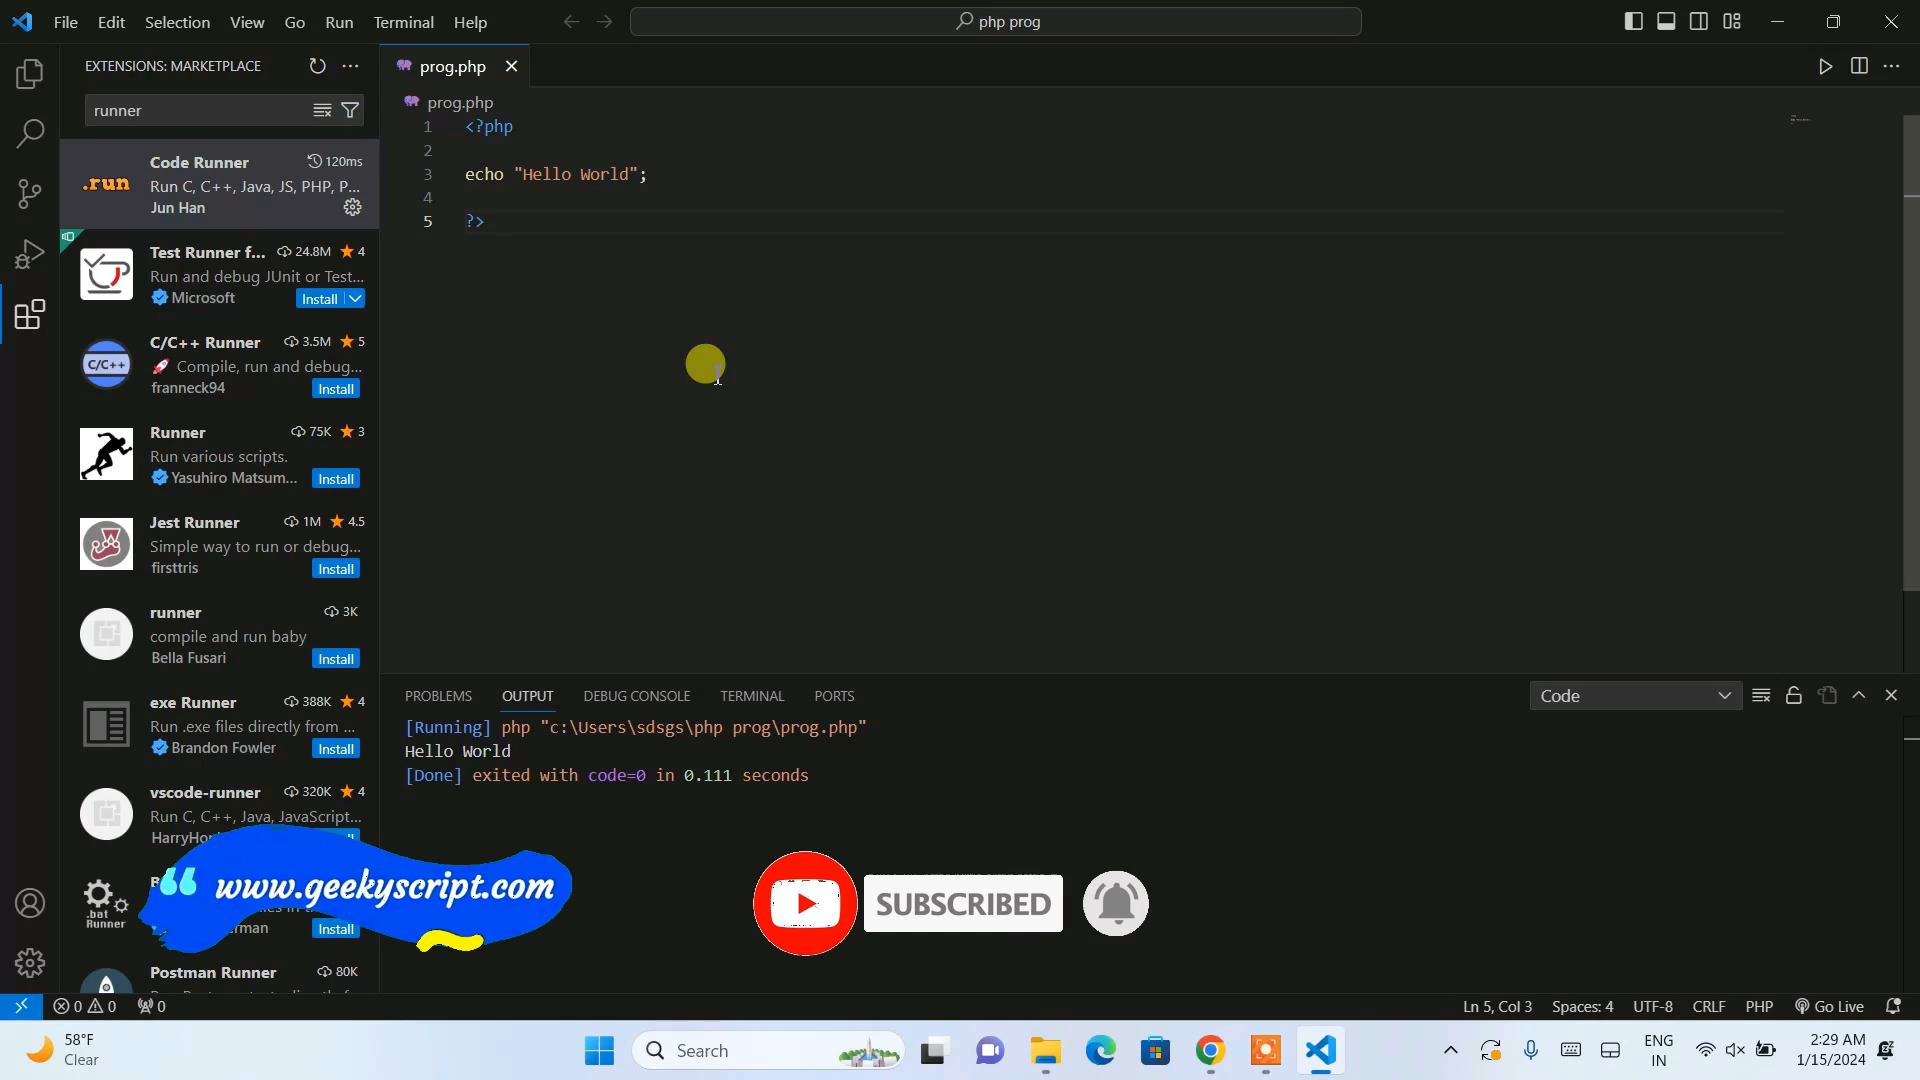 File Edit Selection View Go Run Terminal Help
php prog
EXTENSIONS: MARKETPLACE
runner
Code Runner 120ms
Run C, C++, Java, JS, PHP, P...
Jun Han
Test Runner f... 24.8M 4
Run and debug JUnit or Test...
Microsoft Install
C/C++ Runner 3.5M 5
C/C++
Compile, run and debug...
franneck94 Install
Runner 75K 3
Run various scripts.
Yasuhiro Matsum... Install
Jest Runner 1M 4.5
Simple way to run or debug...
firsttris Install
runner 3K
compile and run baby
Bella Fusari Install
exe Runner 388K 4
Run .exe files directly from ...
Brandon Fowler Install
vscode-runner 320K 4
Run C, C++, Java, JavaScript...
.run
.bat
Runner
Install
Postman Runner 80K
prog.php
prog.php
1 <?php
2
3 echo "Hello World";
4
5 ?>
PROBLEMS OUTPUT DEBUG CONSOLE TERMINAL PORTS
Code
[Running] php "c:\Users\sdsgs\php prog\prog.php"
Hello World
[Done] exited with code=0 in 0.111 seconds
“ www.geekyscript.com
SUBSCRIBED
0 0 0
Ln 5, Col 3 Spaces: 4 UTF-8 CRLF PHP Go Live
58°F
Clear
Search
ENG
IN
2:29 AM
1/15/2024